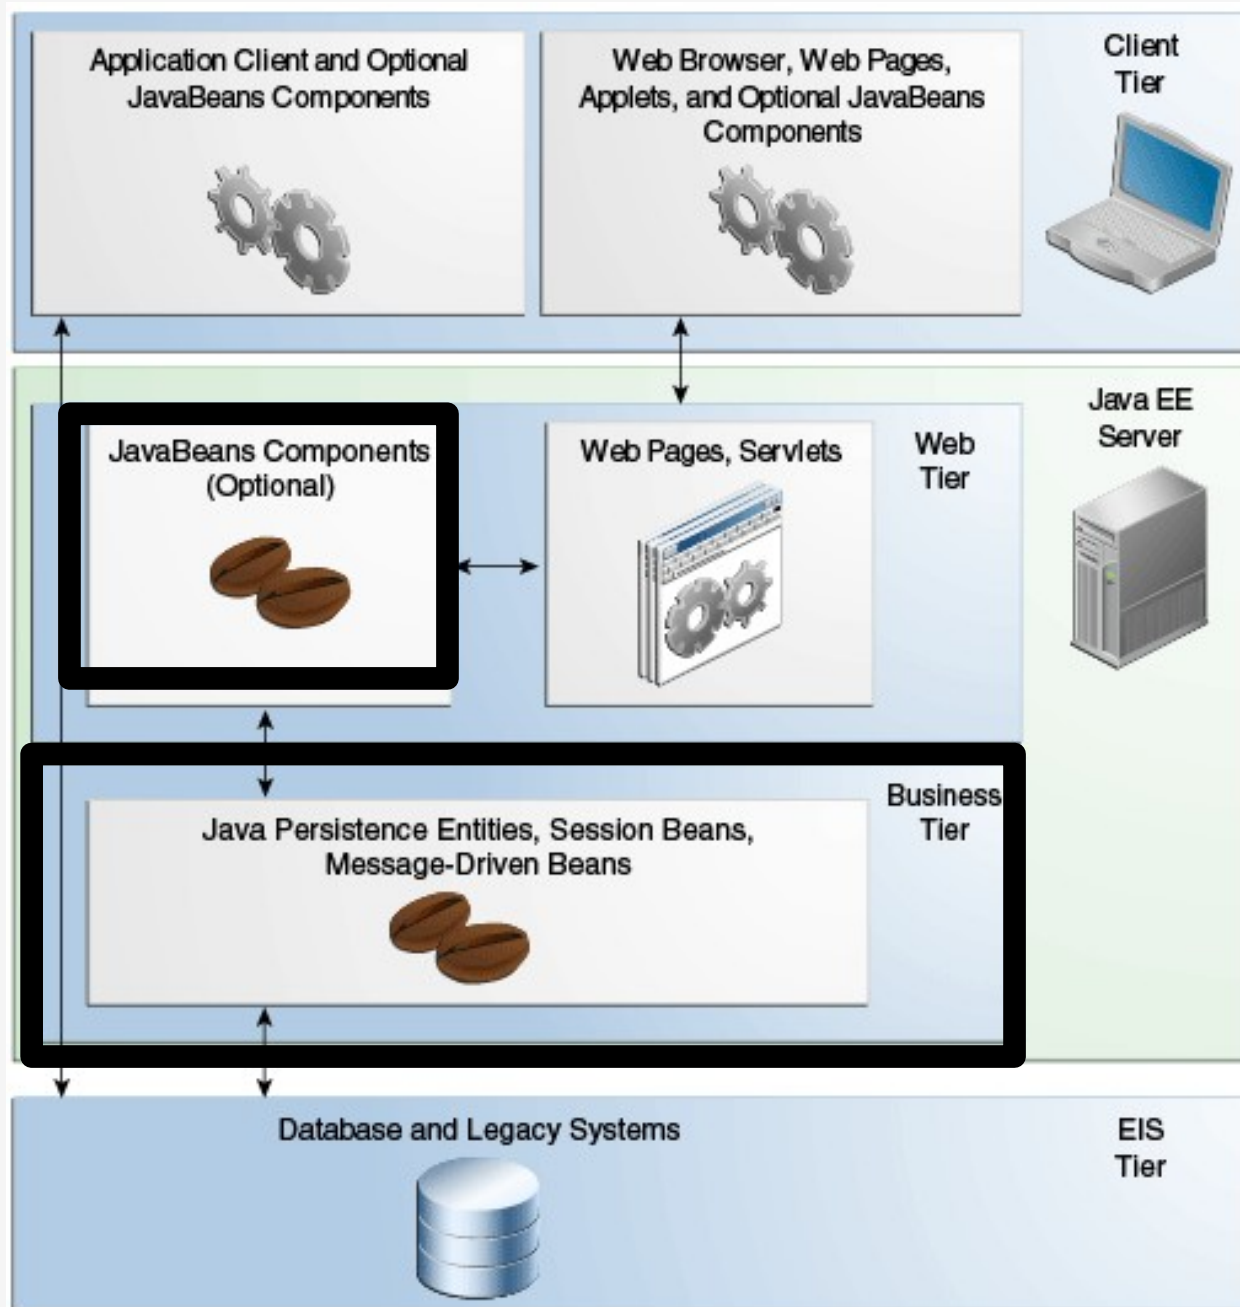 Application Client and Optional
JavaBeans Components
Web Browser, Web Pages,
Applets, and Optional JavaBeans
Components
Client
Tier
JavaBeans Components
(Optional)
Web Pages, Servlets
Web
Tier
Java EE
Server
Java Persistence Entities, Session Beans,
Message-Driven Beans
Business
Tier
Database and Legacy Systems
EIS
Tier